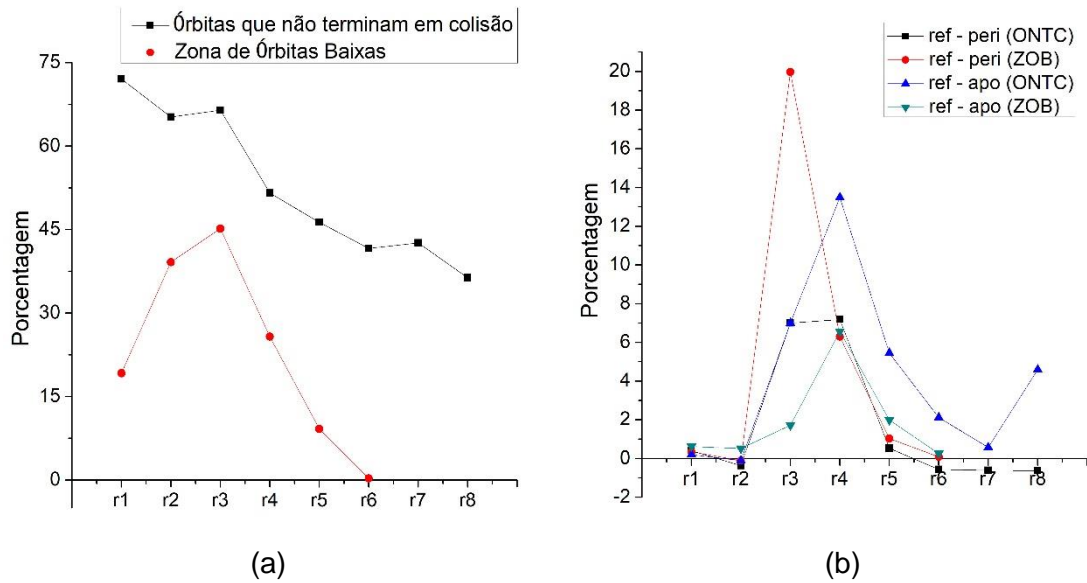 Órbitas que não terminam em colisão
Zona de Órbitas Baixas
Porcentagem
75
60
45
30
15
0
r1 r2 r3 r4 r5 r6 r7 r8
(a)
ref - peri (ONTC)
ref - peri (ZOB)
ref - apo (ONTC)
ref - apo (ZOB)
Porcentagem
20
18
16
14
12
10
8
6
4
2
0
-2
r1 r2 r3 r4 r5 r6 r7 r8
(b)